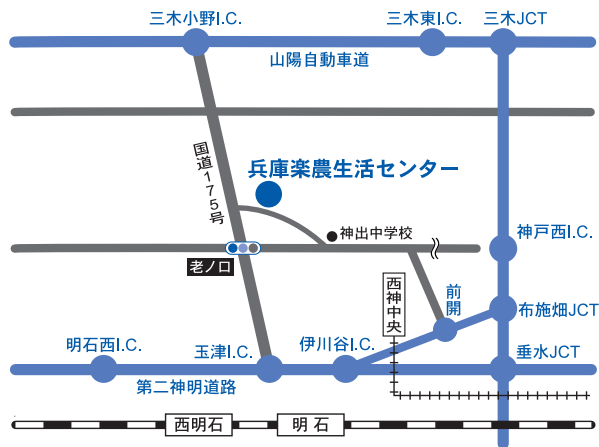 三木小野I.C.
三木東I.C.
三木JCT
山陽自動車道
国道175号
兵庫楽農生活センター
神出中学校
神戸西I.C.
老ノ口
西神中央
前開
布施畑JCT
明石西I.C.
玉津I.C.
伊川谷I.C.
垂水JCT
第二神明道路
西明石
明石